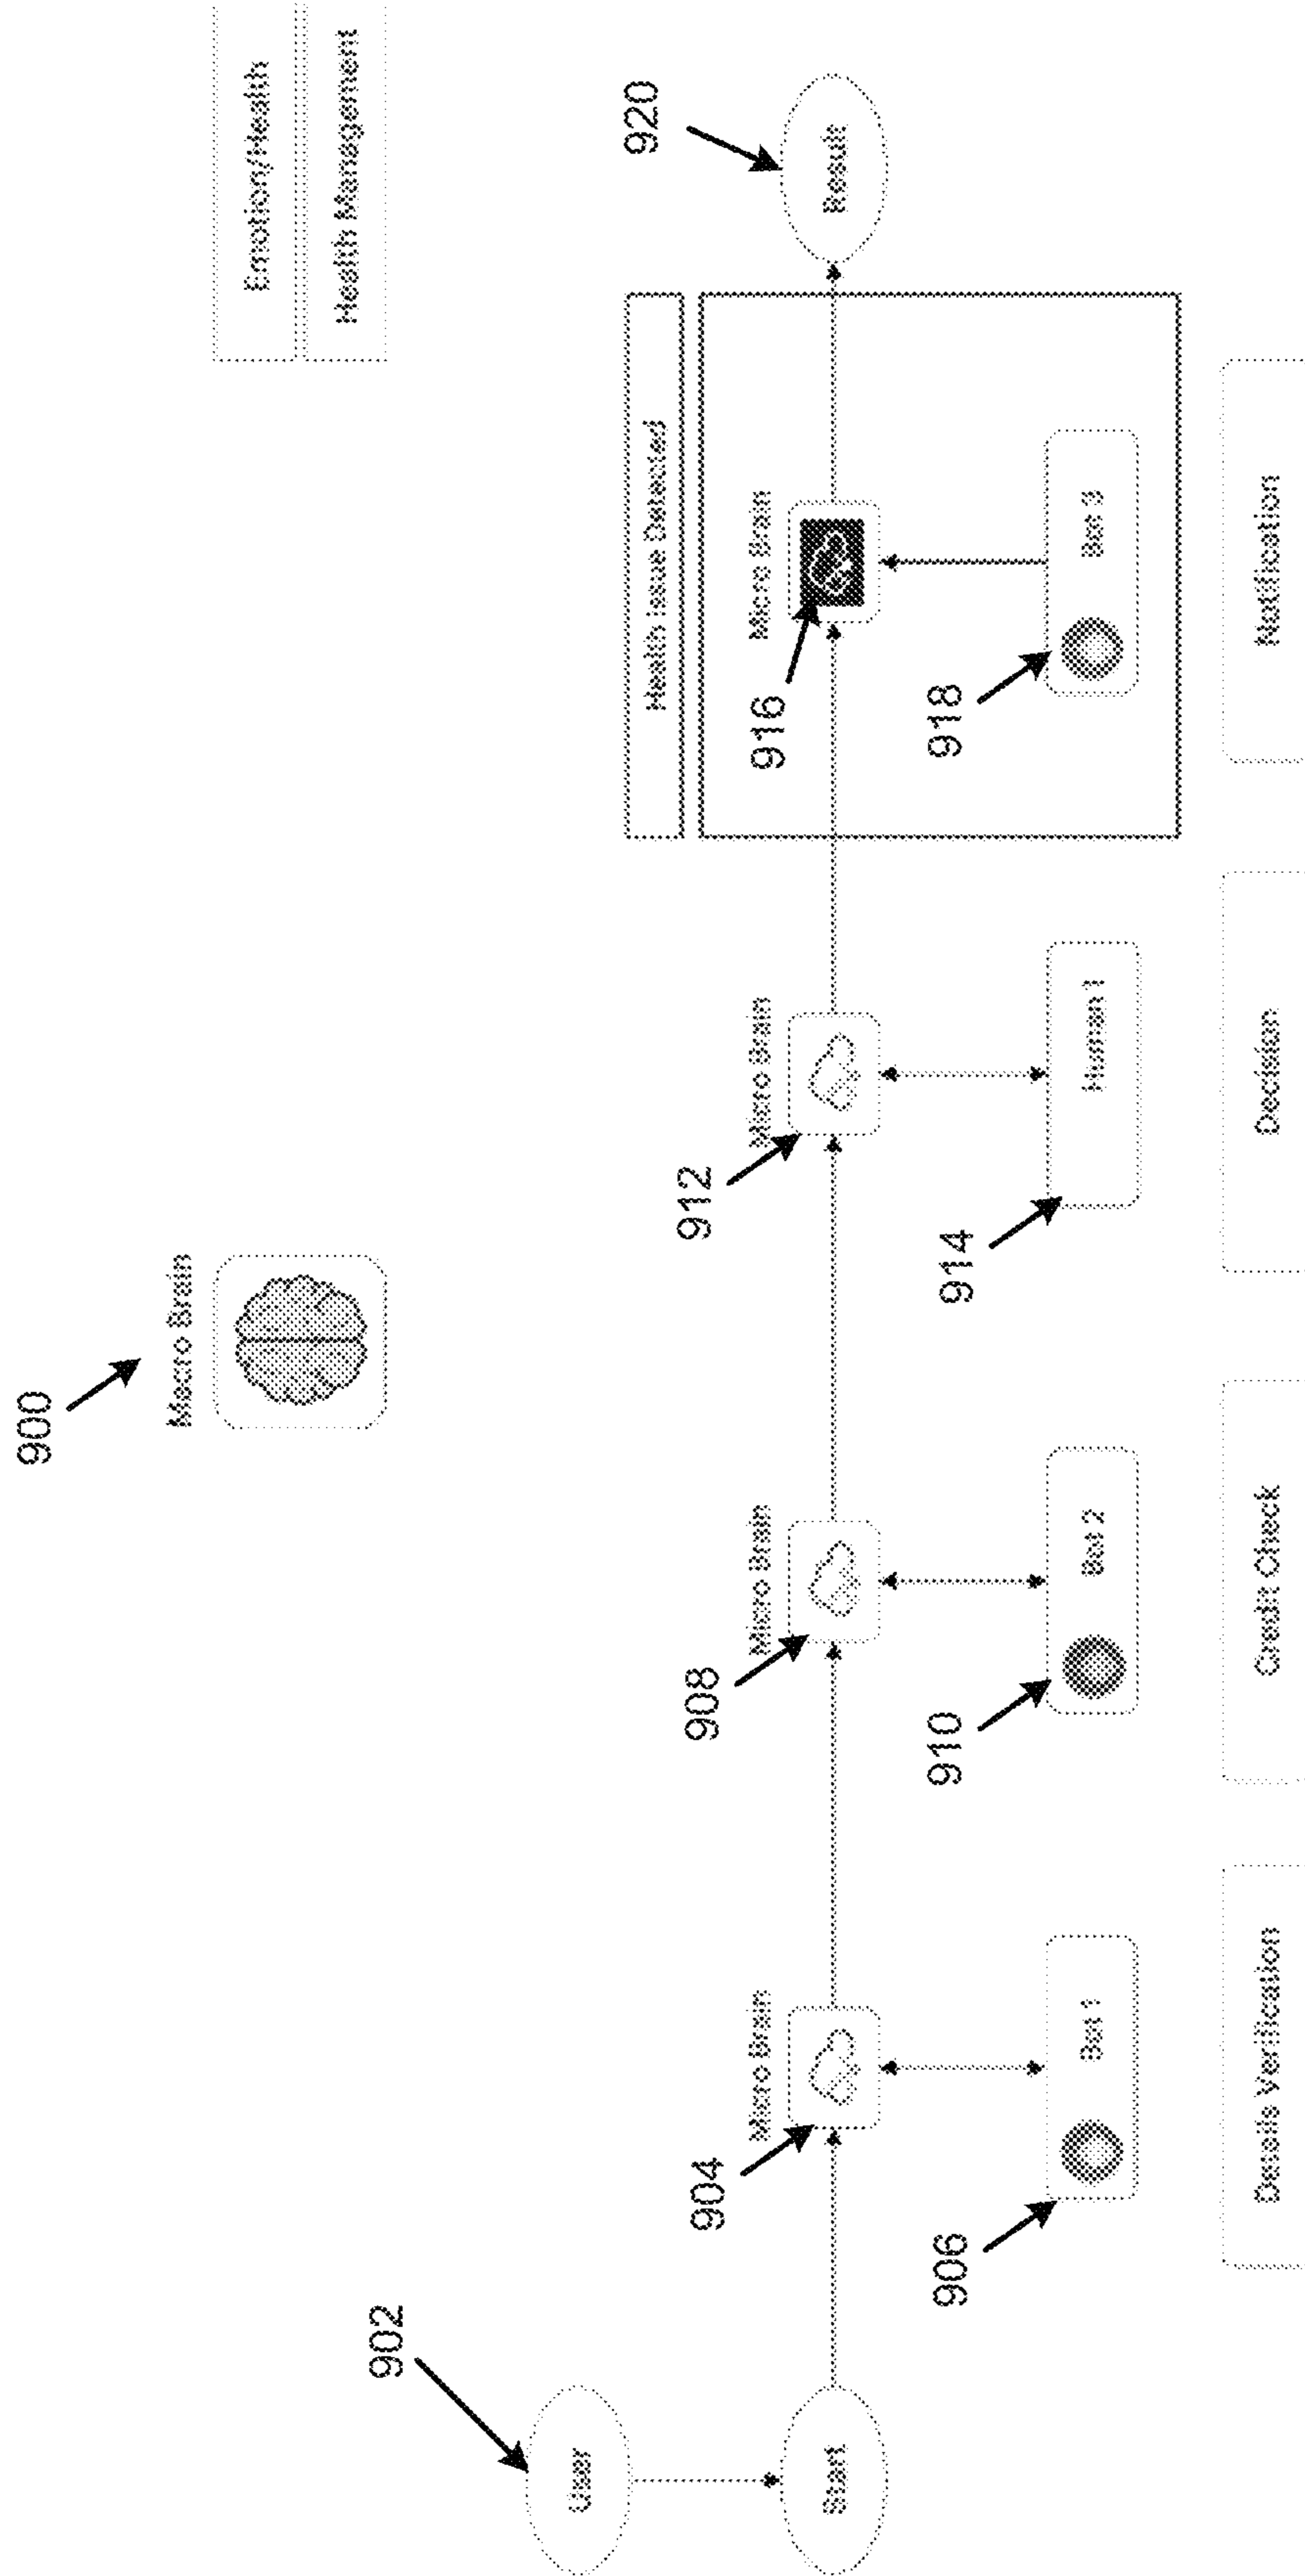 900
Macro Brain
Emotion/Health
Health Management
902
User
Start
904
Micro Brain
906
Bot 1
Details Verification
908
Micro Brain
910
Bot 2
Credit Check
912
Micro Brain
914
Human 1
Decision
Health Issue Detected
Micro Brain
916
918
Bot 3
Notification
920
Result